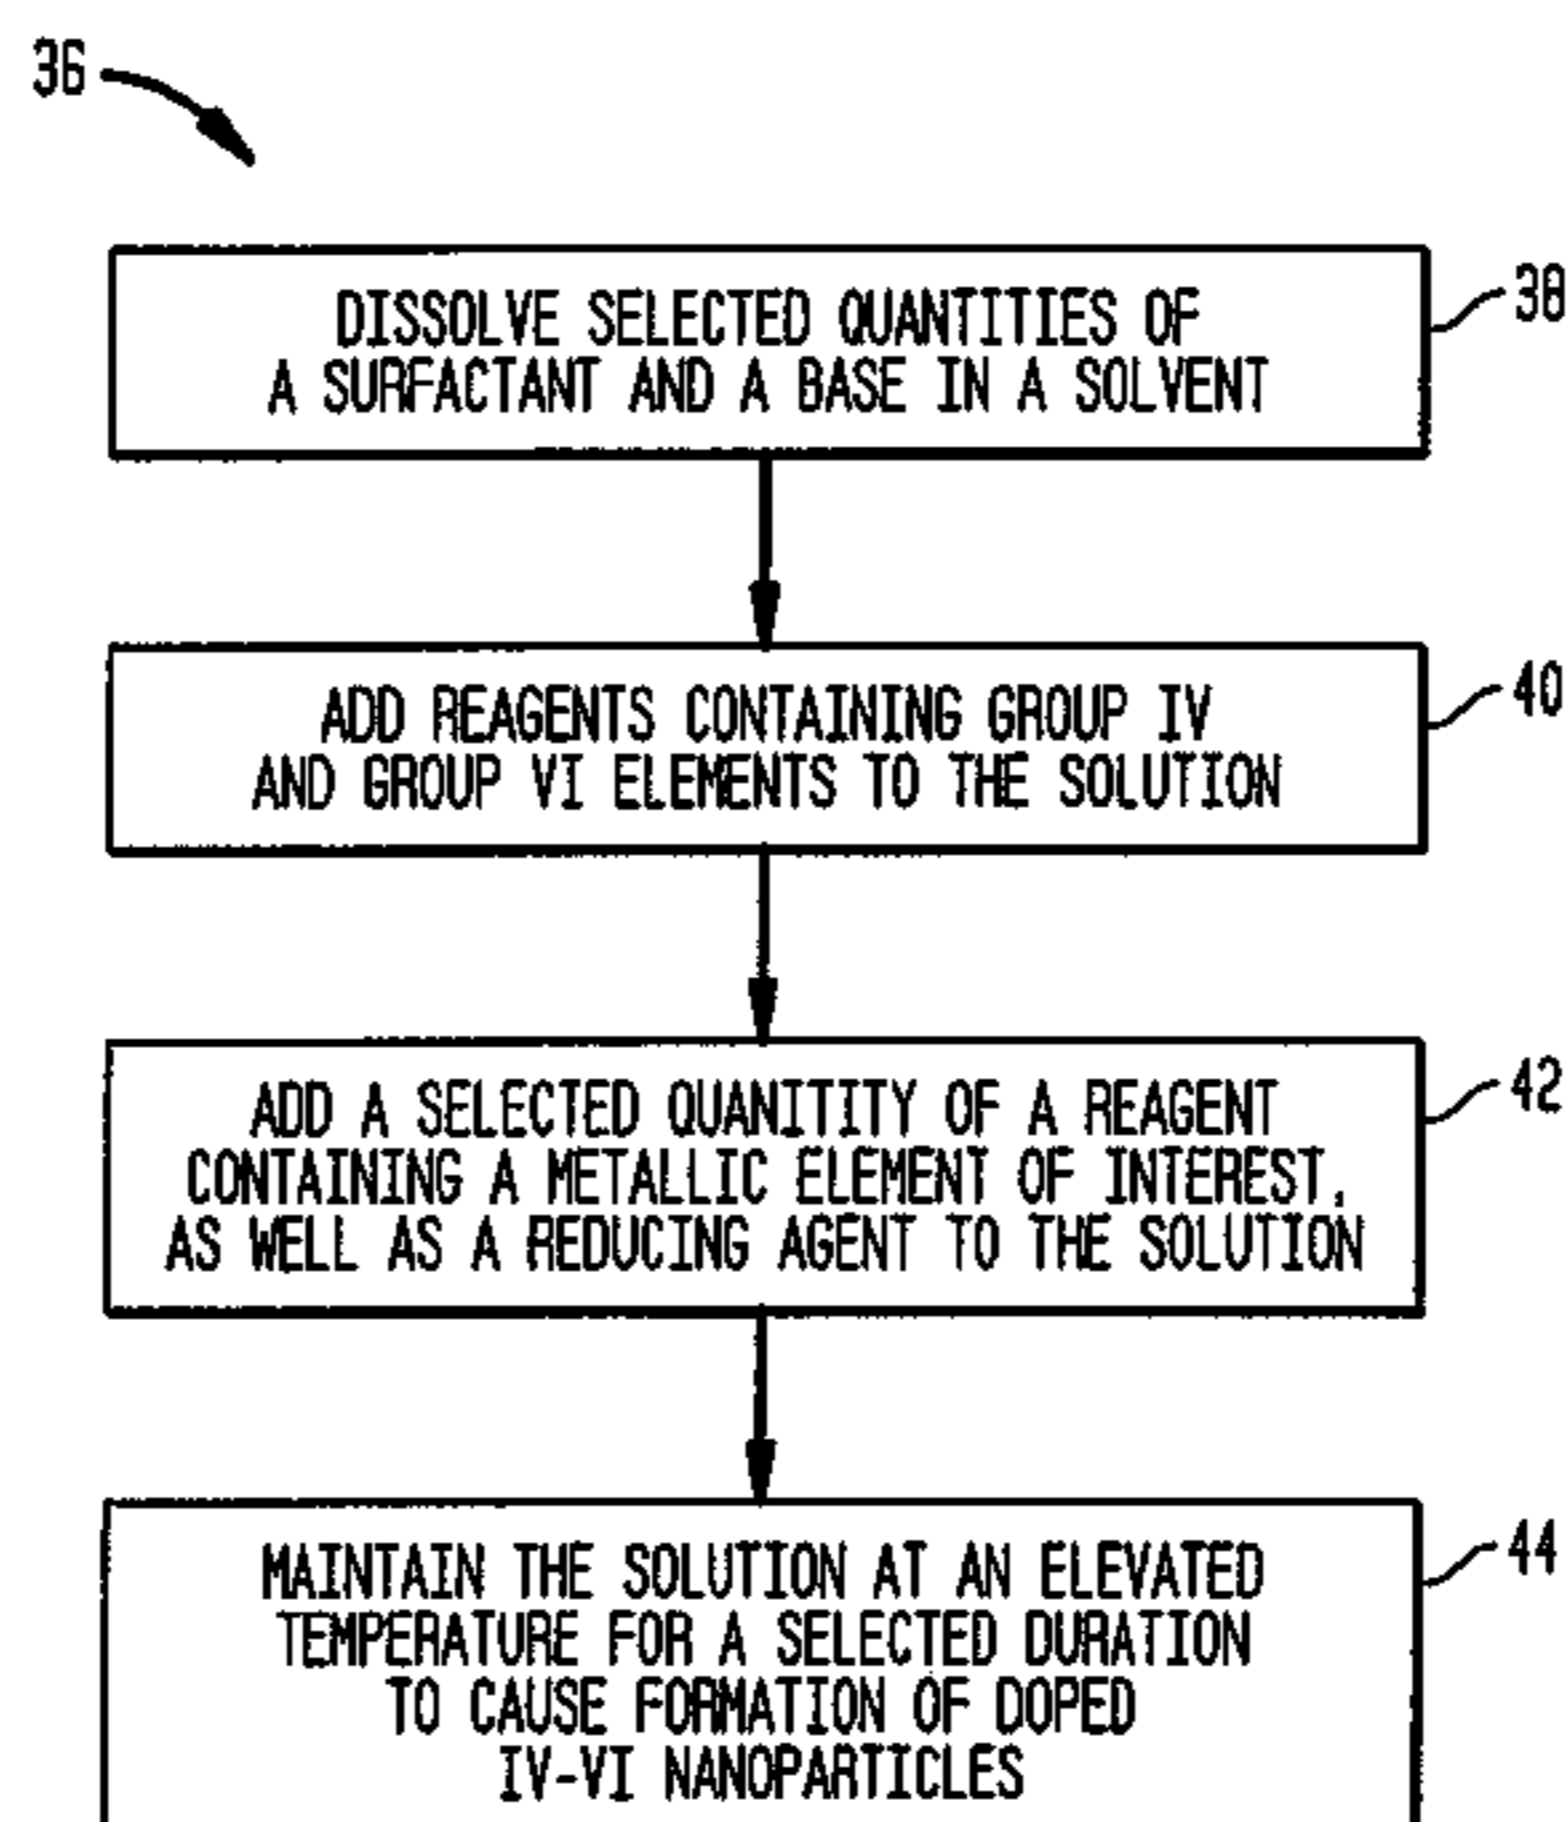 36
DISSOLVE SELECTED QUANTITIES OF
A SURFACTANT AND A BASE IN A SOLVENT
38
ADD REAGENTS CONTAINING GROUP IV
AND GROUP VI ELEMENTS TO THE SOLUTION
40
ADD A SELECTED QUANITITY OF A REAGENT
CONTAINING A METALLIC ELEMENT OF INTEREST,
AS WELL AS A REDUCING AGENT TO THE SOLUTION
42
MAINTAIN THE SOLUTION AT AN ELEVATED
TEMPERATURE FOR A SELECTED DURATION
TO CAUSE FORMATION OF DOPED
IV-VI NANOPARTICLES
44